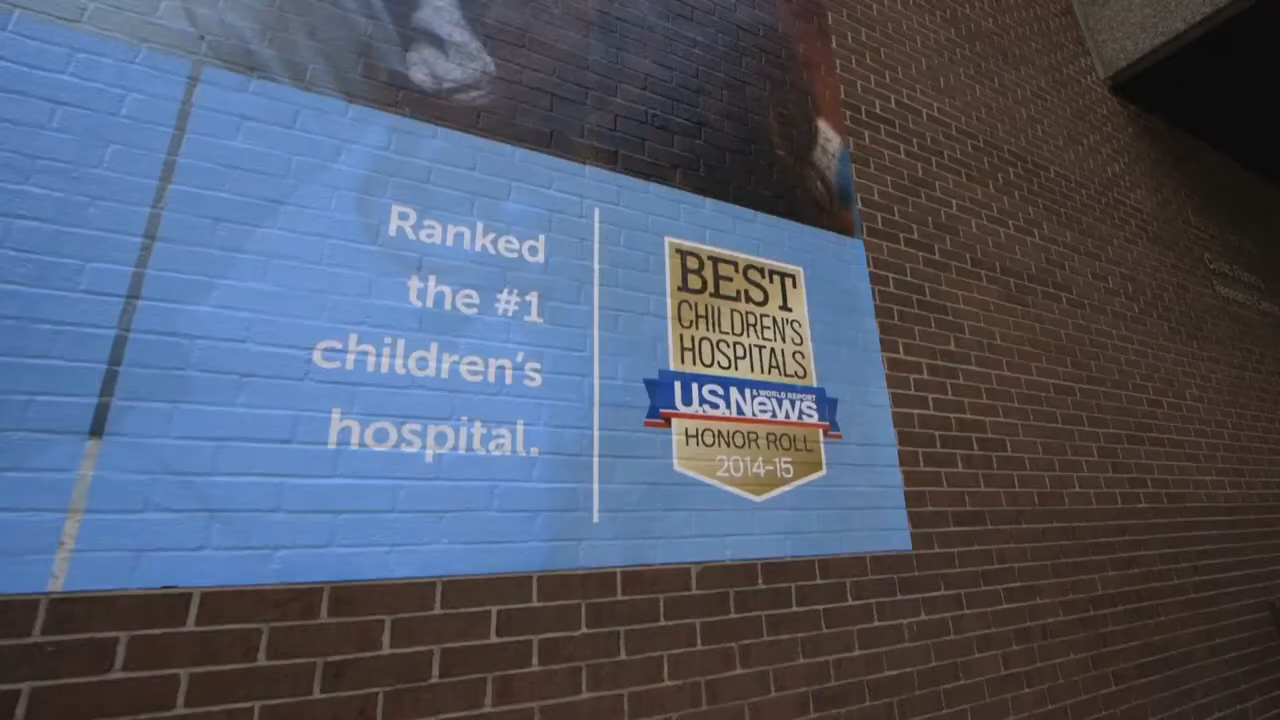 Ranked
the #1
children's
hospital.
BEST
CHILDREN'S
HOSPITALS
U.S.News & WORLD REPORT
HONOR ROLL
2014-15